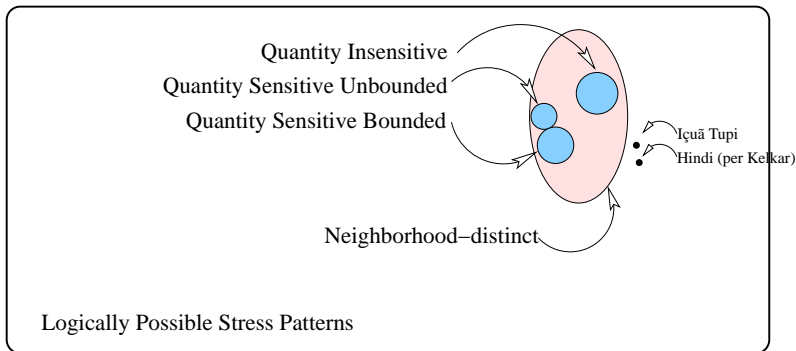 Quantity Insensitive
Quantity Sensitive Unbounded
Quantity Sensitive Bounded
Içuã Tupi
Hindi (per Kelkar)
Neighborhood−distinct
Logically Possible Stress Patterns